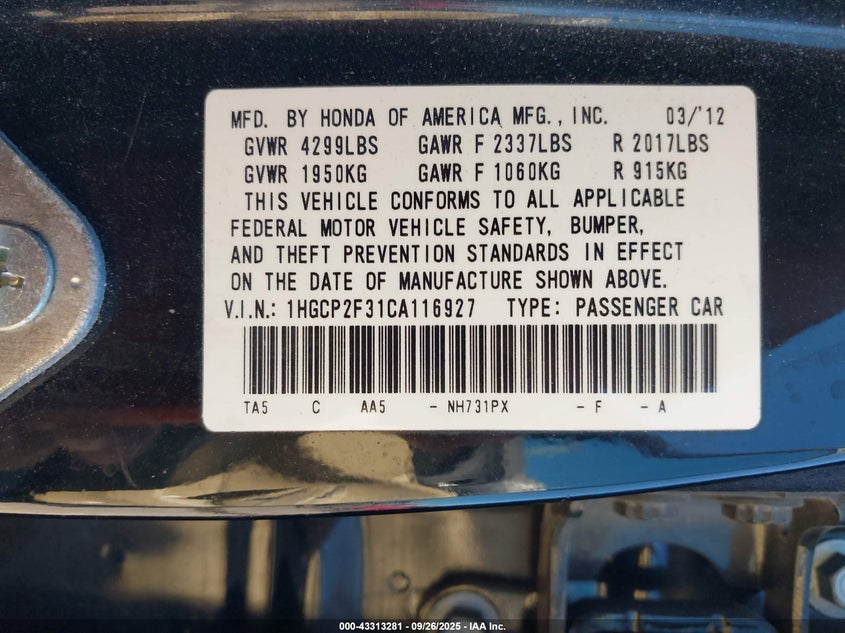 MFD. BY HONDA OF AMERICA MFG., INC. 03/'12
GVWR 4299LBS GAWR F 2337LBS R 2017LBS
GVWR 1950KG GAWR F 1060KG R 915KG
THIS VEHICLE CONFORMS TO ALL APPLICABLE
FEDERAL MOTOR VEHICLE SAFETY, BUMPER,
AND THEFT PREVENTION STANDARDS IN EFFECT
ON THE DATE OF MANUFACTURE SHOWN ABOVE.
V.I.N.: 1HGCP2F31CA116927 TYPE: PASSENGER CAR
TA5 C AA5 - NH731PX - F - A
000-43313281 - 09/26/2025 - IAA Inc.